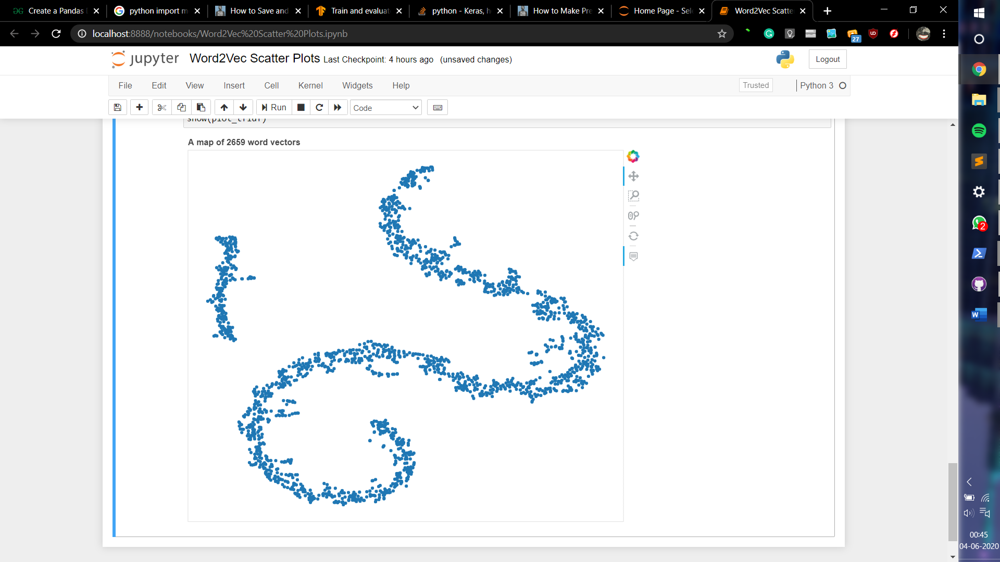 Create a Pandas
python import m
How to Save and
Train and evaluat
python - Keras, h
How to Make Pre
Home Page - Sel
Word2Vec Scatte
localhost:8888/notebooks/Word2Vec%20Scatter%20Plots.ipynb
27
jupyter Word2Vec Scatter Plots Last Checkpoint: 4 hours ago (unsaved changes)
Logout
File Edit View Insert Cell Kernel Widgets Help
Trusted
Python 3
Run
Code
show(plot_tfidf)
A map of 2659 word vectors
2
00:45
04-06-2020